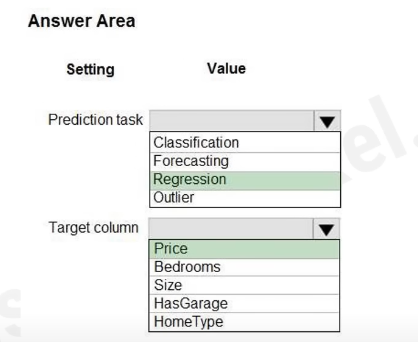 Answer Area
Setting Value
Prediction task
Classification
Forecasting
Regression
Outlier
Target column
Price
Bedrooms
Size
HasGarage
HomeType